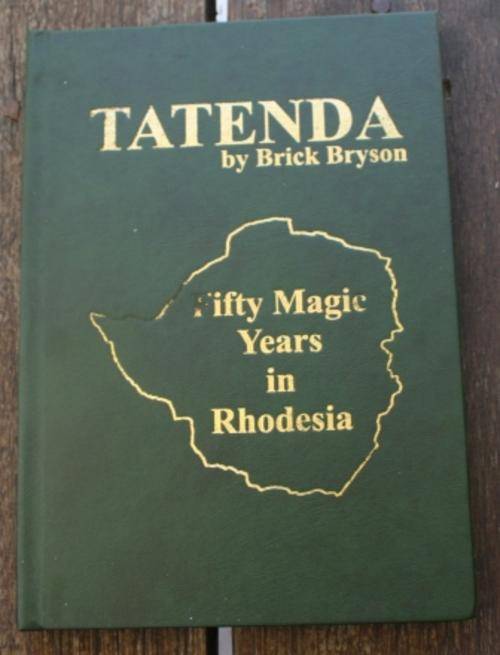 TATENDA
by Brick Bryson
Fifty Magic
Years
in
Rhodesia